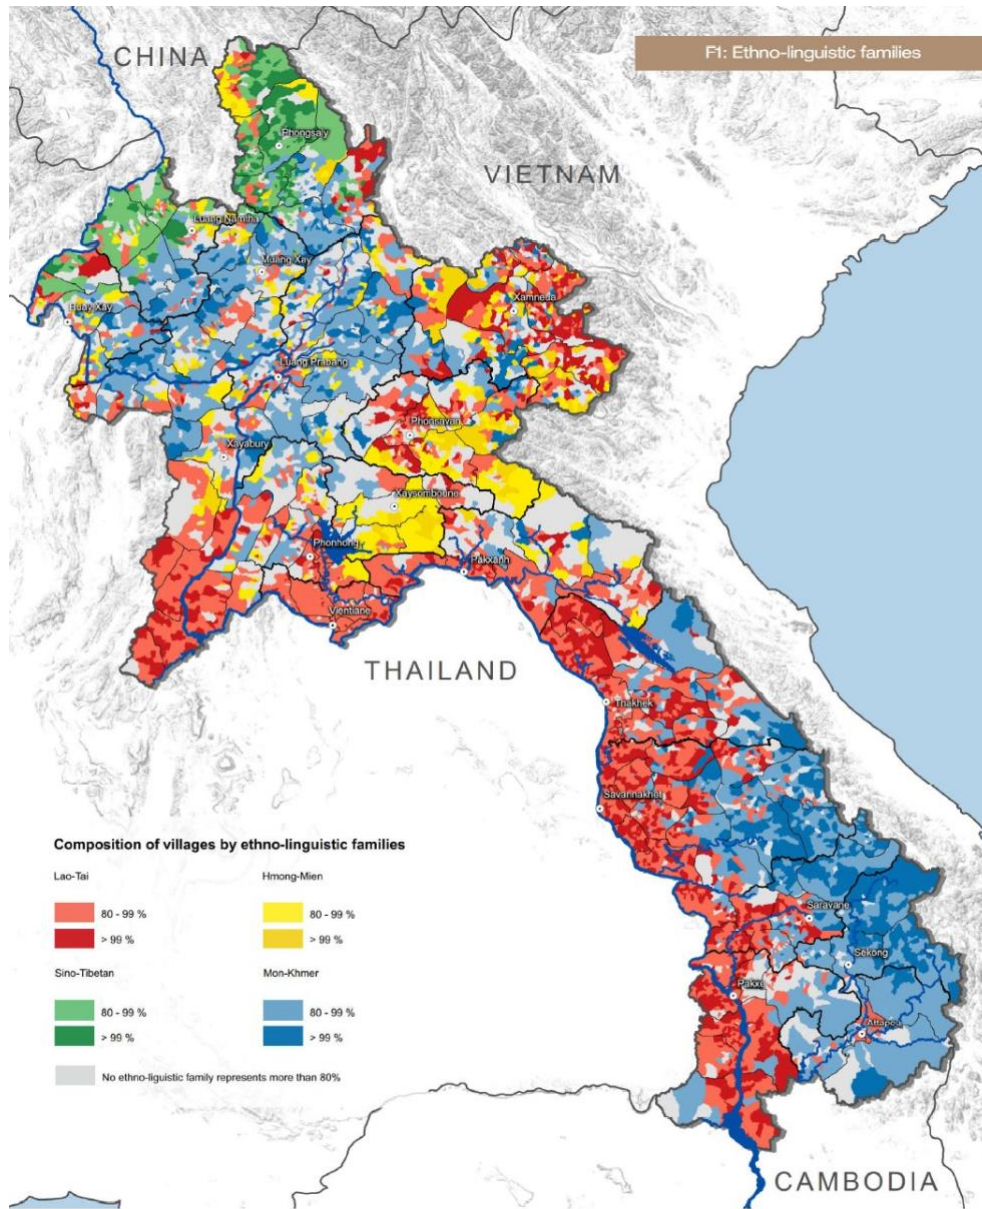 F1: Ethno-linguistic families
CHINA
Phongsaly
VIETNAM
Luang Namtha
Muang Xay
Xamneua
Huay Xay
Luang Prabang
Phonsavan
Xayabury
Xaysomboune
Phonhong
Pakxanh
Vientiane
THAILAND
Thakhek
Savannakhet
Composition of villages by ethno-linguistic families
Lao-Tai
Hmong-Mien
80 - 99 %
80 - 99 %
> 99 %
> 99 %
Sino-Tibetan
Mon-Khmer
80 - 99 %
80 - 99 %
> 99 %
> 99 %
No ethno-liguistic family represents more than 80%
Saravane
Sekong
Pakxe
Attapeu
CAMBODIA